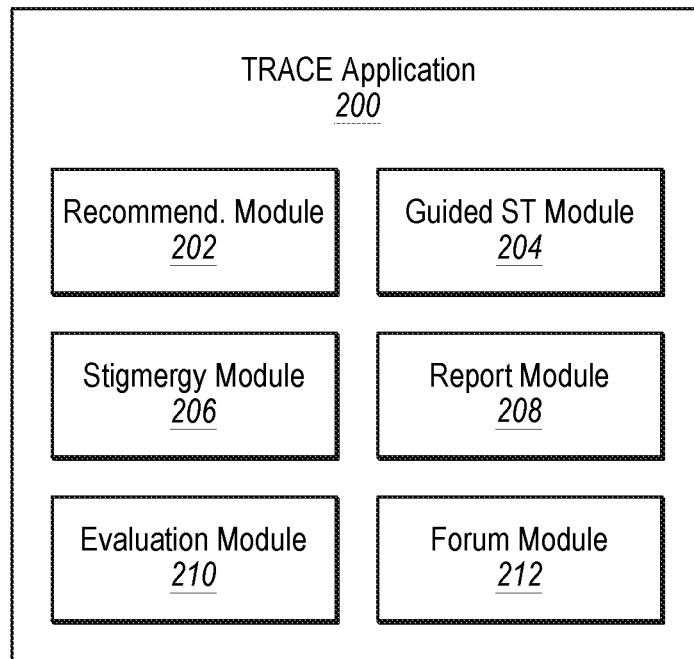 TRACE Application
200
Recommend. Module
202
Guided ST Module
204
Stigmergy Module
206
Report Module
208
Evaluation Module
210
Forum Module
212